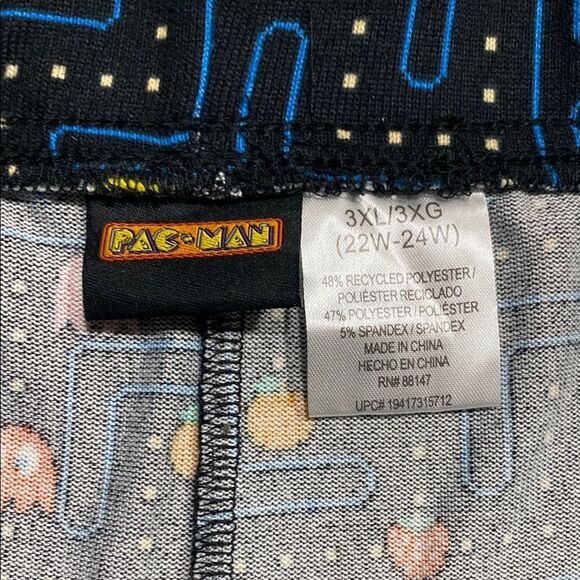 PAC-MAN
3XL/3XG
(22W-24W)
48% RECYCLED POLYESTER /
POLIÉSTER RECICLADO
47% POLYESTER / POLIÉSTER
5% SPANDEX / SPANDEX
MADE IN CHINA
HECHO EN CHINA
RN# 88147
UPC# 19417315712